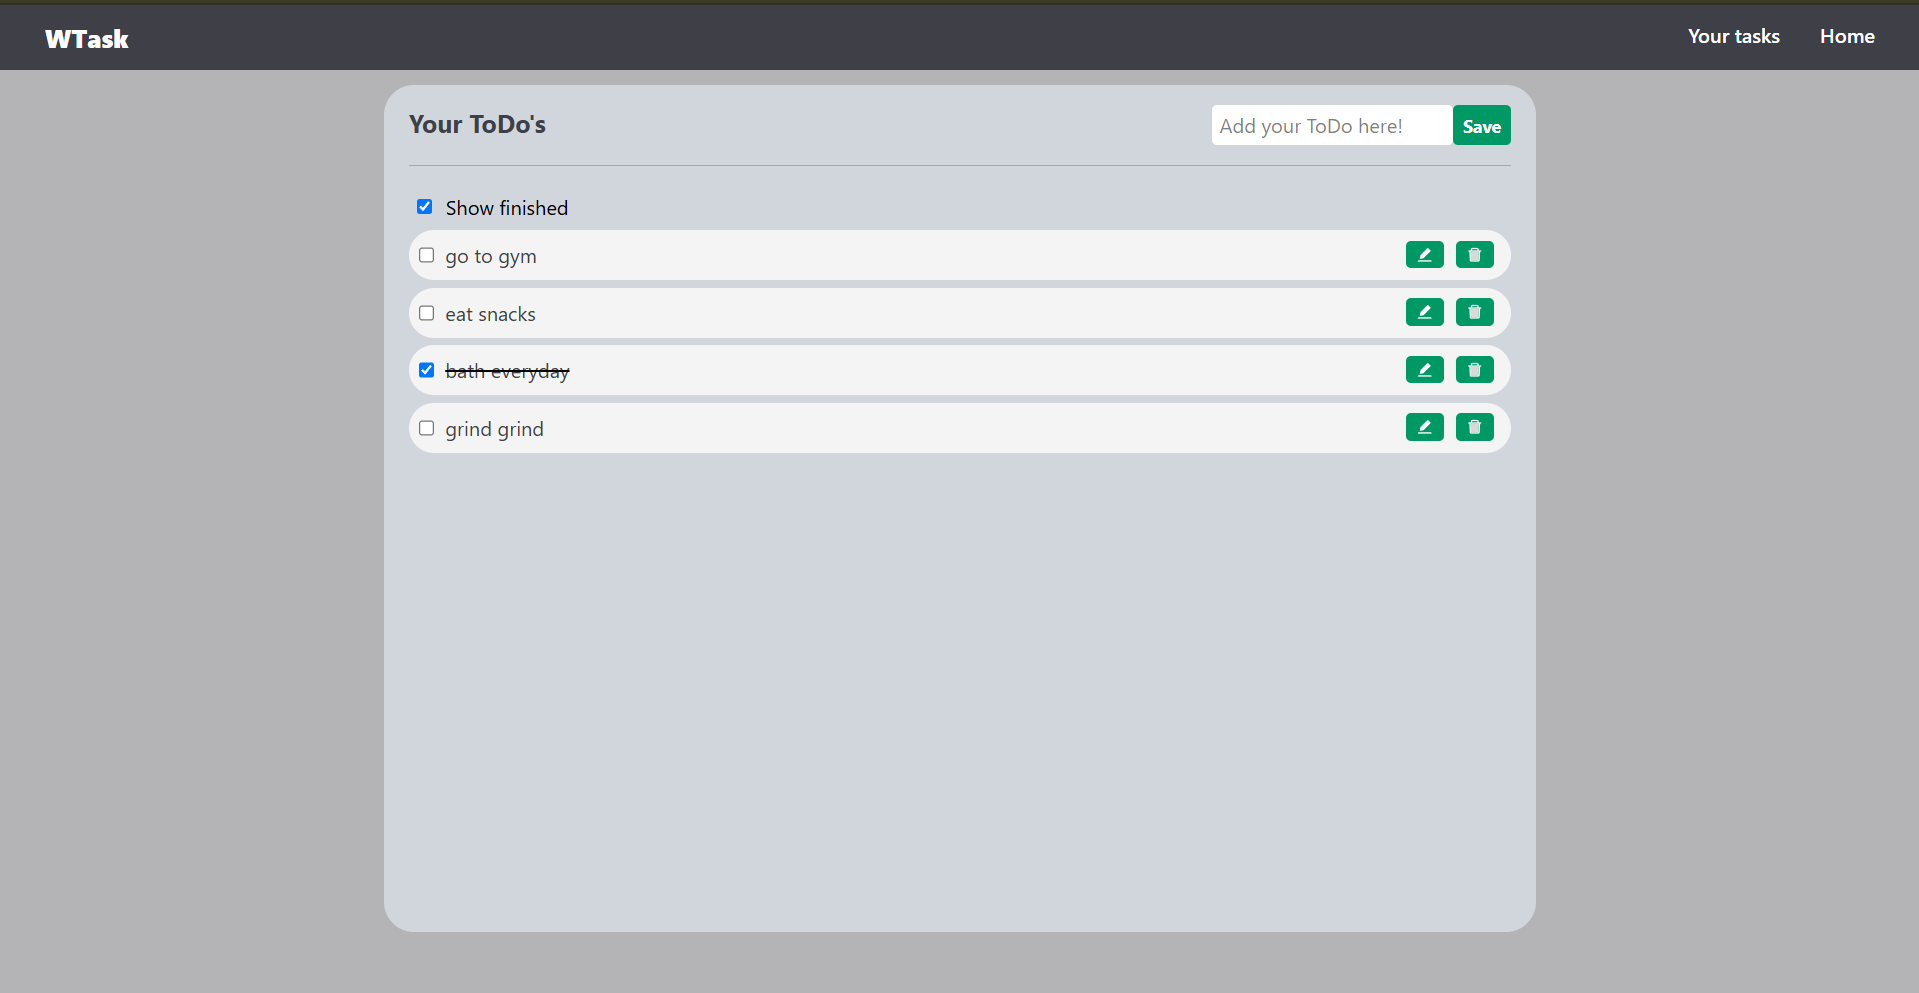 WTask
Your tasks
Home
Your ToDo's
Add your ToDo here!
Save
Show finished
go to gym
eat snacks
bath everyday
grind grind